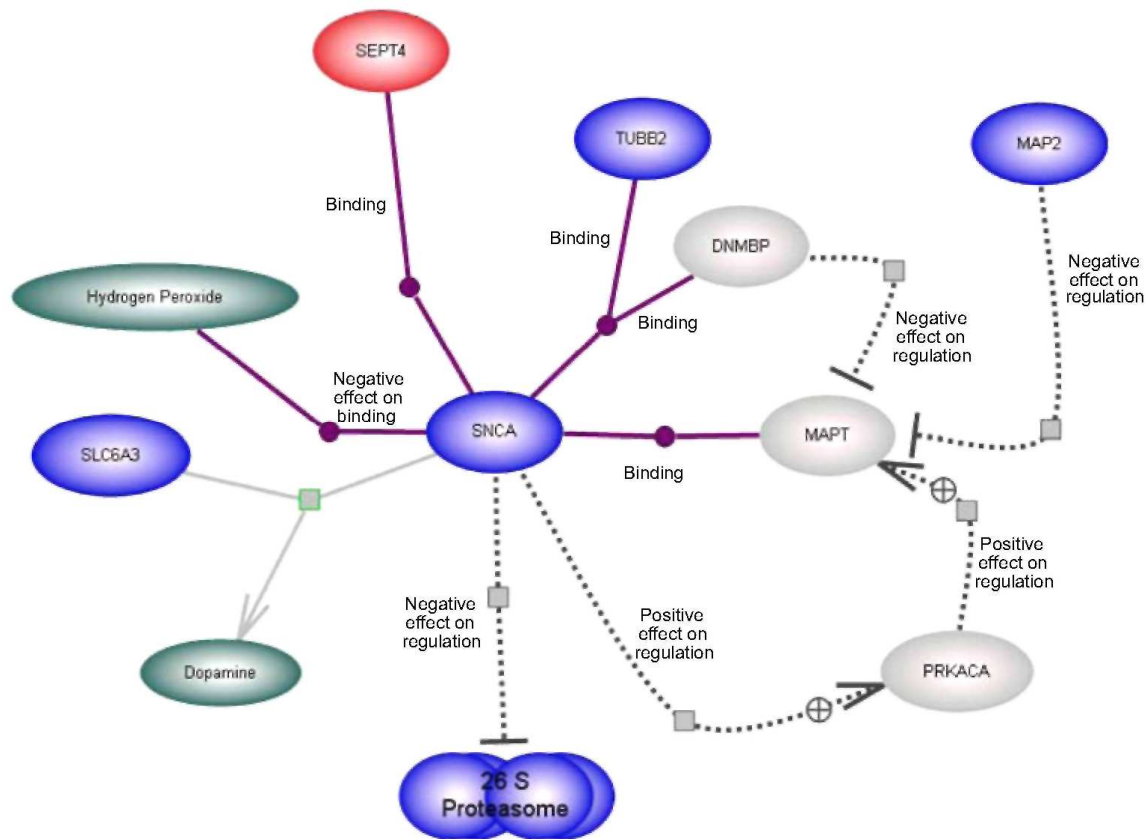 SEPT4
TUBB2
MAP2
Binding
Binding
DNMBP
Negative
effect on
regulation
Hydrogen Peroxide
Binding
Negative
effect on
regulation
Negative
effect on
binding
SNCA
MAPT
SLC6A3
Binding
Positive
effect on
regulation
Negative
effect on
regulation
Positive
effect on
regulation
Dopamine
PRKACA
26 S
Proteasome